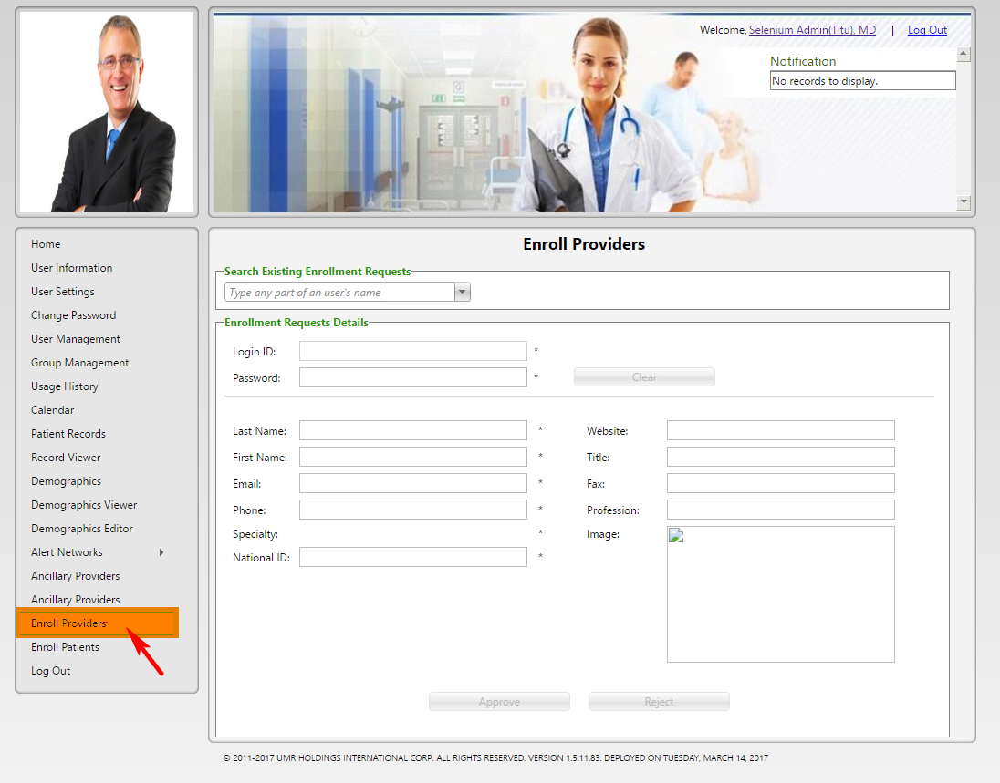 Welcome, Selenium Admin(Titu), MD | Log Out
Notification
No records to display.
Home
User Information
User Settings
Change Password
User Management
Group Management
Usage History
Calendar
Patient Records
Record Viewer
Demographics
Demographics Viewer
Demographics Editor
Alert Networks
Ancillary Providers
Ancillary Providers
Enroll Providers
Enroll Patients
Log Out
Enroll Providers
Search Existing Enrollment Requests
Type any part of an user's name
Enrollment Requests Details
Login ID: *
Password: * Clear
Last Name: * Website:
First Name: * Title:
Email: * Fax:
Phone: * Profession:
Specialty: * Image:
National ID: *
Approve Reject
© 2011-2017 UMR HOLDINGS INTERNATIONAL CORP. ALL RIGHTS RESERVED. VERSION 1.5.11.83. DEPLOYED ON TUESDAY, MARCH 14, 2017